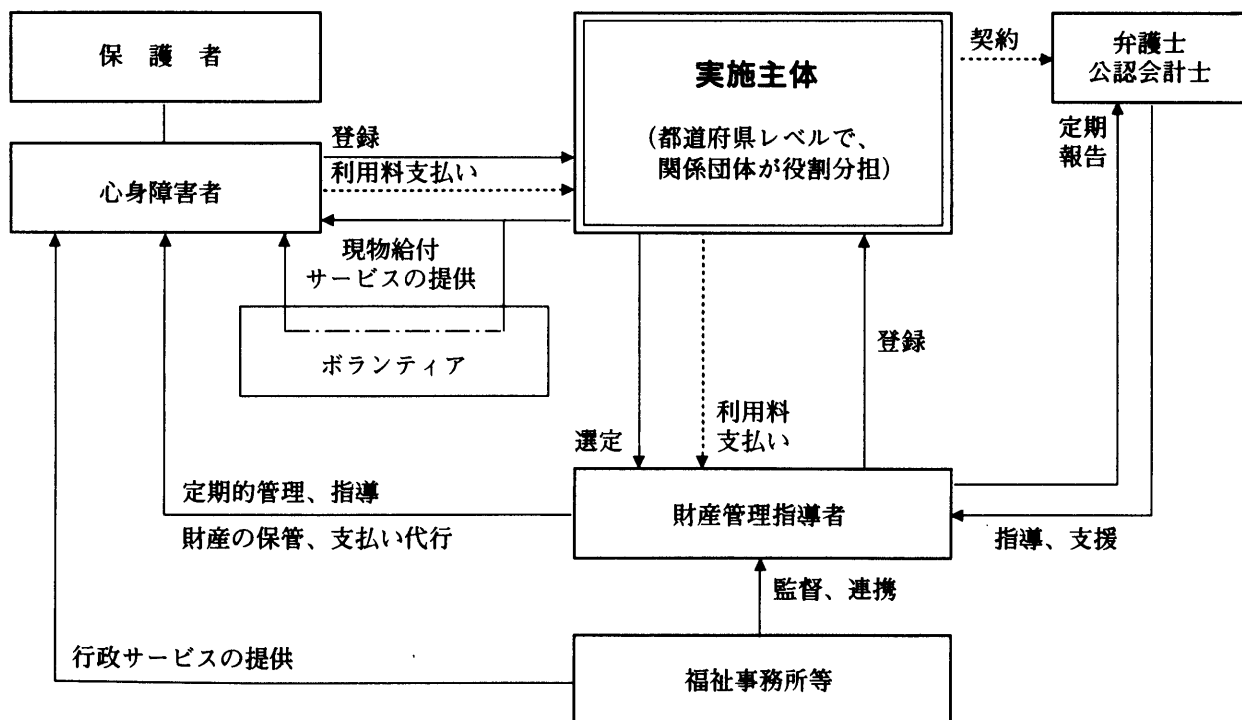 保護者
実施主体
(都道府県レベルで、
関係団体が役割分担)
契約
弁護士
公認会計士
登録
利用料支払い
定期
報告
心身障害者
現物給付
サービスの提供
ボランティア
登録
選定
利用料
支払い
定期的管理、指導
財産の保管、支払い代行
財産管理指導者
指導、支援
監督、連携
行政サービスの提供
福祉事務所等